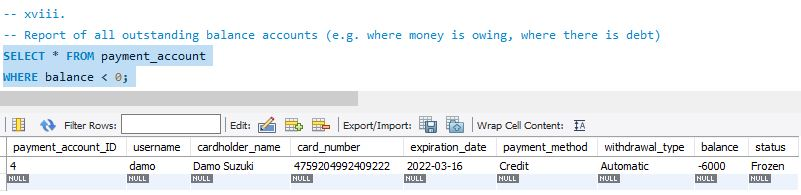 -- xviii.
-- Report of all outstanding balance accounts (e.g. where money is owing, where there is debt)
SELECT * FROM payment_account
WHERE balance < 0;
Filter Rows: Edit: Export/Import: Wrap Cell Content: IA
payment_account_ID username cardholder_name card_number expiration_date payment_method withdrawal_type balance status
4 damo Damo Suzuki 4759204992409222 2022-03-16 Credit Automatic -6000 Frozen
NULL NULL NULL NULL NULL NULL NULL NULL NULL